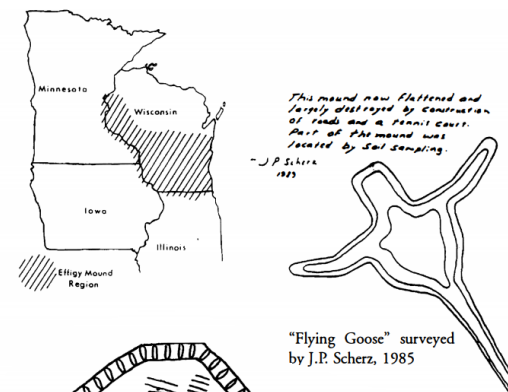 Minnesota
Wisconsin
Iowa
Illinois
Effigy Mound
Region
This mound now flattened and
largely destroyed by construction
of roads and a tennis court.
Part of the mound was
located by soil sampling.
- J P Scherz
1983
"Flying Goose" surveyed
by J.P. Scherz, 1985